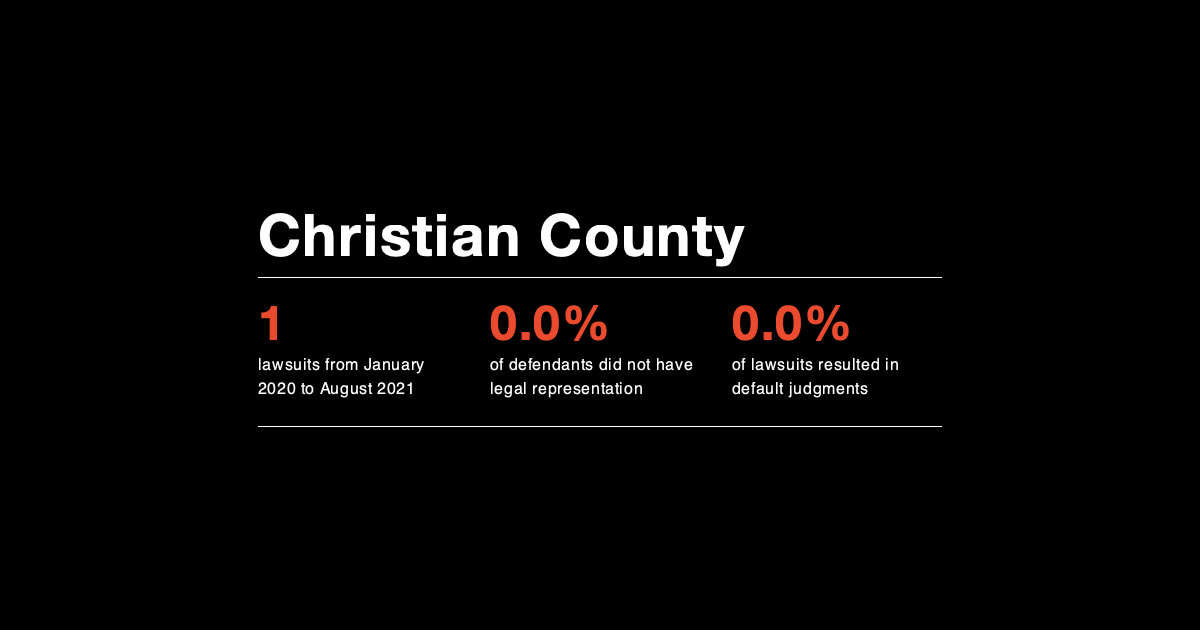 Christian County
1
lawsuits from January
2020 to August 2021
0.0%
of defendants did not have
legal representation
0.0%
of lawsuits resulted in
default judgments